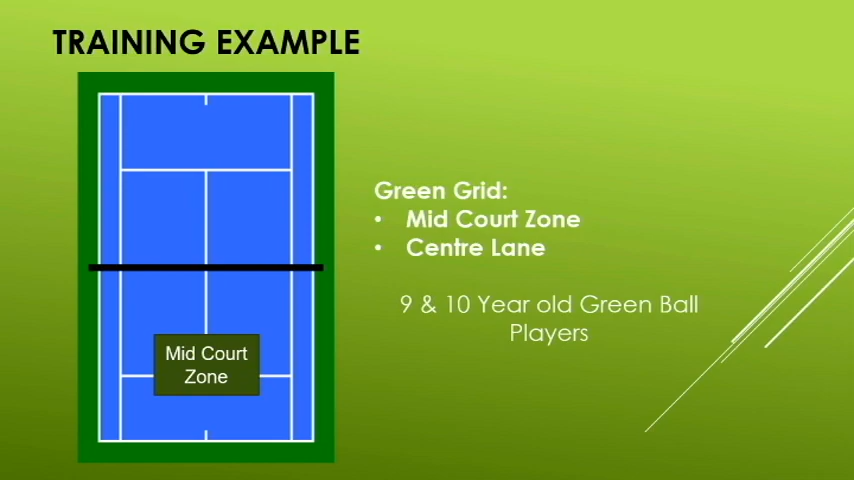 TRAINING EXAMPLE
Green Grid:
• Mid Court Zone
• Centre Lane
9 & 10 Year old Green Ball
Players
Mid Court
Zone